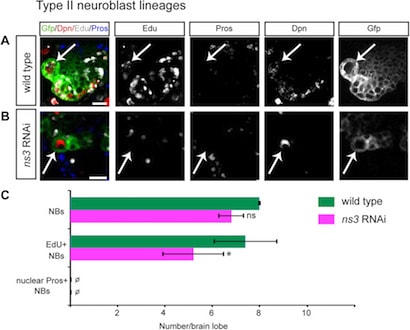 Type II neuroblast lineages
Gfp/Dpn/Edu/Pros Edu Pros Dpn Gfp
A
wild type
B
ns3 RNAi
C
NBs
ns
EdU+
NBs
*
nuclear Pros+
NBs
ø
ø
wild type
ns3 RNAi
2 4 6 8 10
Number/brain lobe